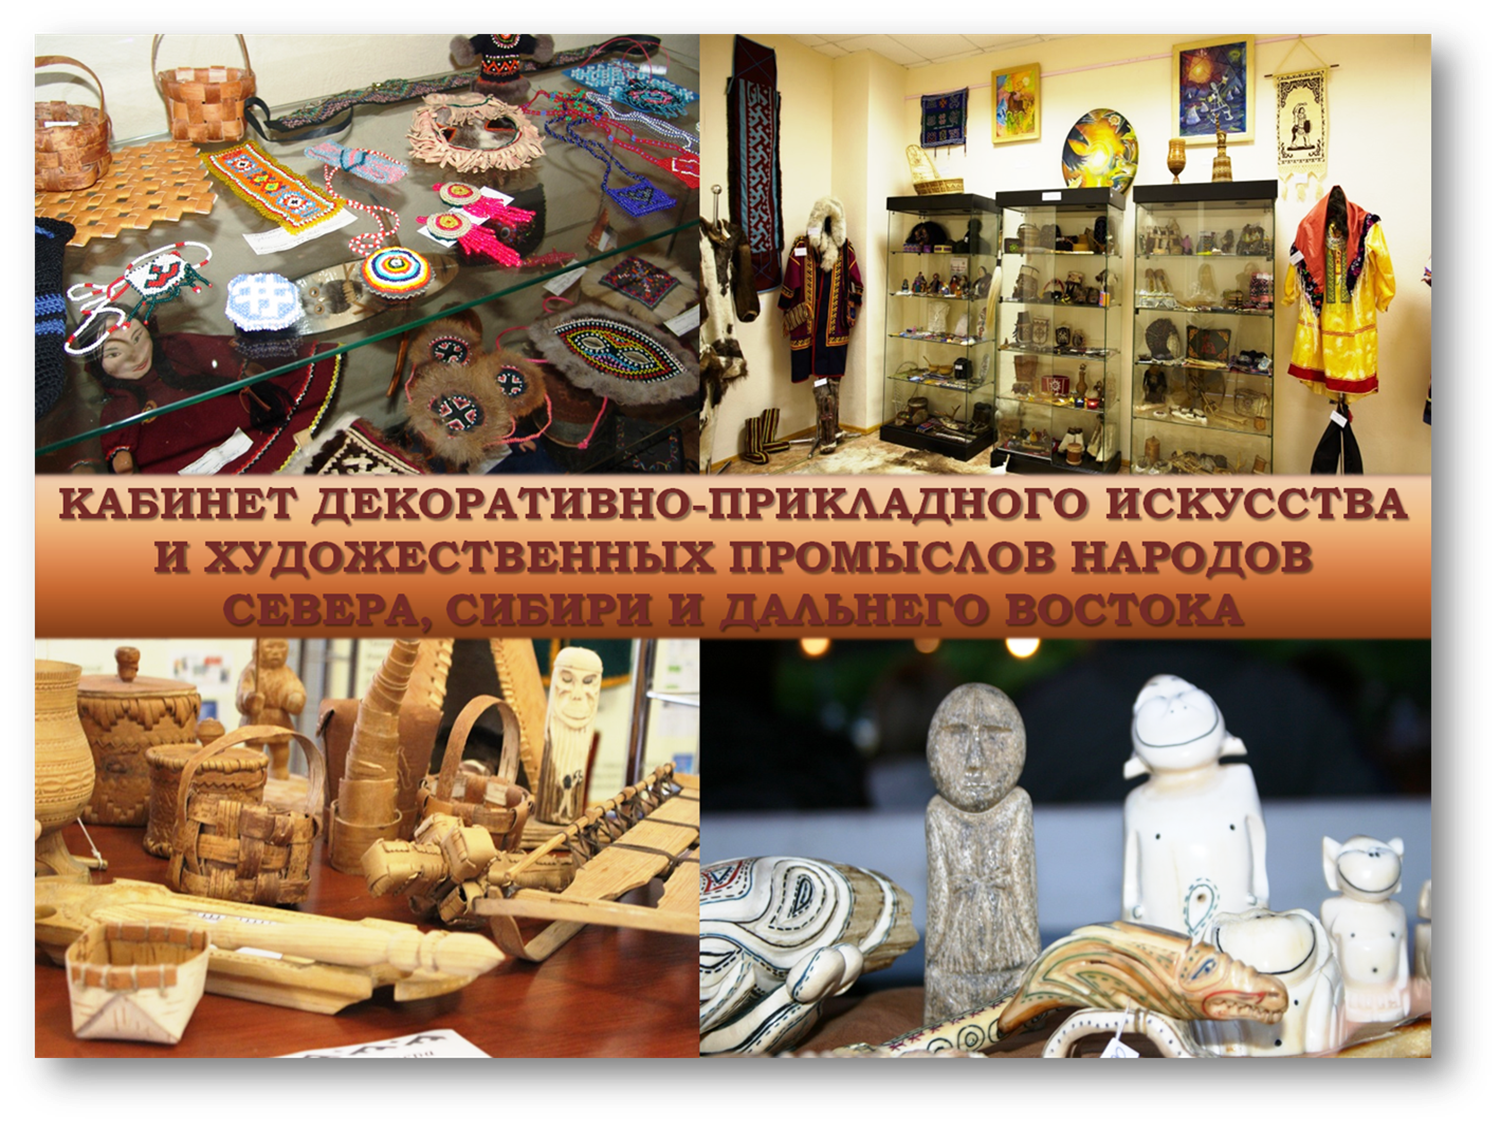 КАБИНЕТ ДЕКОРАТИВНО-ПРИКЛАДНОГО ИСКУССТВА
И ХУДОЖЕСТВЕННЫХ ПРОМЫСЛОВ НАРОДОВ
СЕВЕРА, СИБИРИ И ДАЛЬНЕГО ВОСТОКА